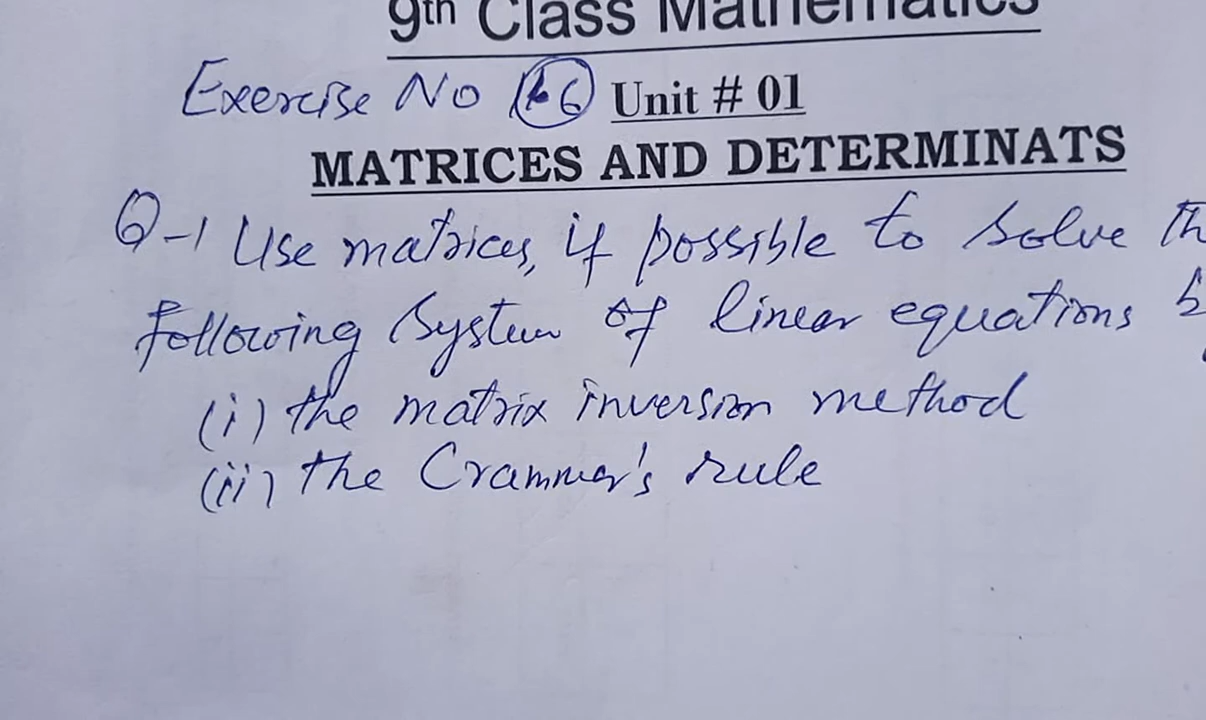 9th Class Mathematics
Exercise No 1.6 Unit # 01
MATRICES AND DETERMINATS
Q-1 Use matrices, if possible to solve th
following system of linear equations b
(i) the matrix inversion method
(ii) the Crammer's rule